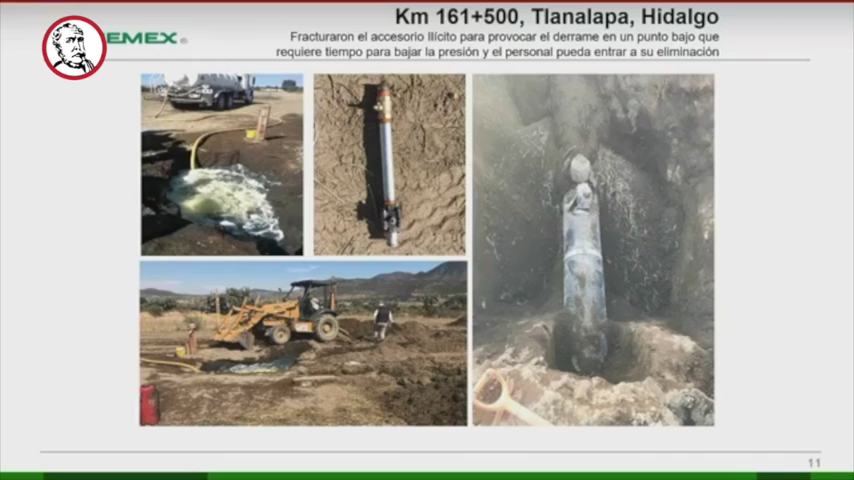 Km 161+500, Tlanalapa, Hidalgo
EMEX®
Fracturaron el accesorio Ilícito para provocar el derrame en un punto bajo que
requiere tiempo para bajar la presión y el personal pueda entrar a su eliminación
11